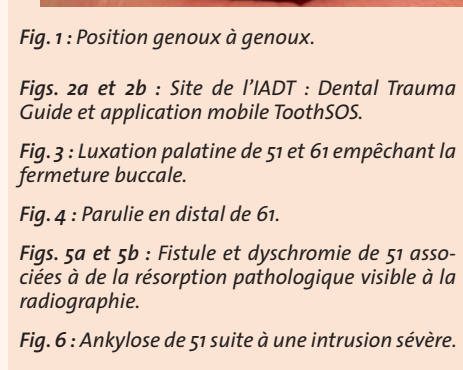 Fig. 1 : Position genoux à genoux.
Figs. 2a et 2b : Site de l'IADT : Dental Trauma
Guide et application mobile ToothSOS.
Fig. 3 : Luxation palatine de 51 et 61 empêchant la
fermeture buccale.
Fig. 4 : Parulie en distal de 61.
Figs. 5a et 5b : Fistule et dyschromie de 51 asso-
ciées à de la résorption pathologique visible à la
radiographie.
Fig. 6 : Ankylose de 51 suite à une intrusion sévère.